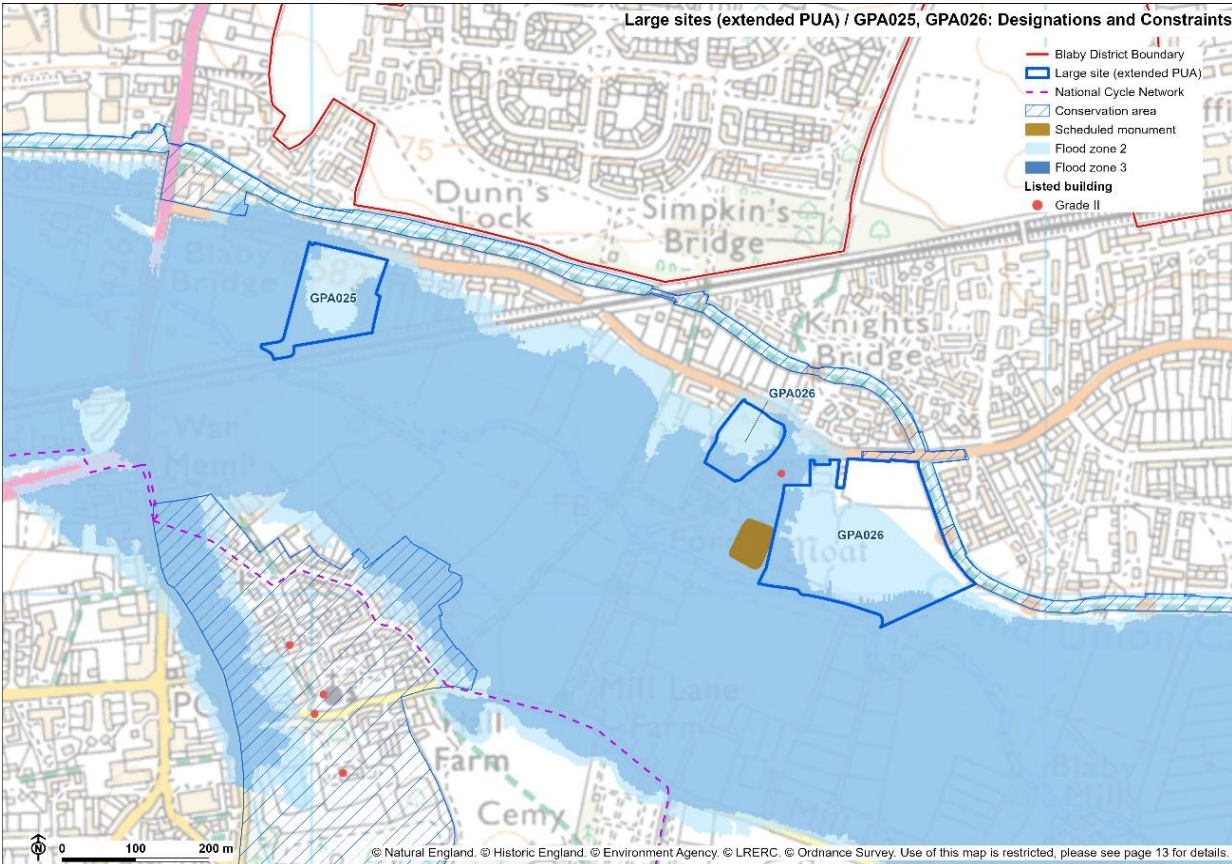 Large sites (extended PUA) / GPA025, GPA026: Designations and Constraints
Blaby District Boundary
Large site (extended PUA)
National Cycle Network
Conservation area
Scheduled monument
Flood zone 2
Flood zone 3
Listed building
Grade II
75
Dunn's
Lock
Simpkin's
Bridge
Blaby
Bridge
GPA025
Knights
Bridge
GPA026
War
Meml
GPA026
Moat
Mill Lane
Farm
Farm
Cemy
Blaby
Mill
N
0 100 200 m
© Natural England. © Historic England. © Environment Agency. © LRERC. © Ordnance Survey. Use of this map is restricted, please see page 13 for details